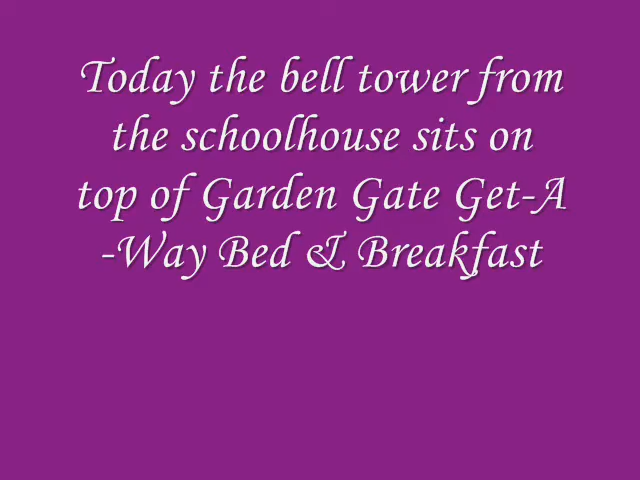 Today the bell tower from
the schoolhouse sits on
top of Garden Gate Get-A
-Way Bed & Breakfast